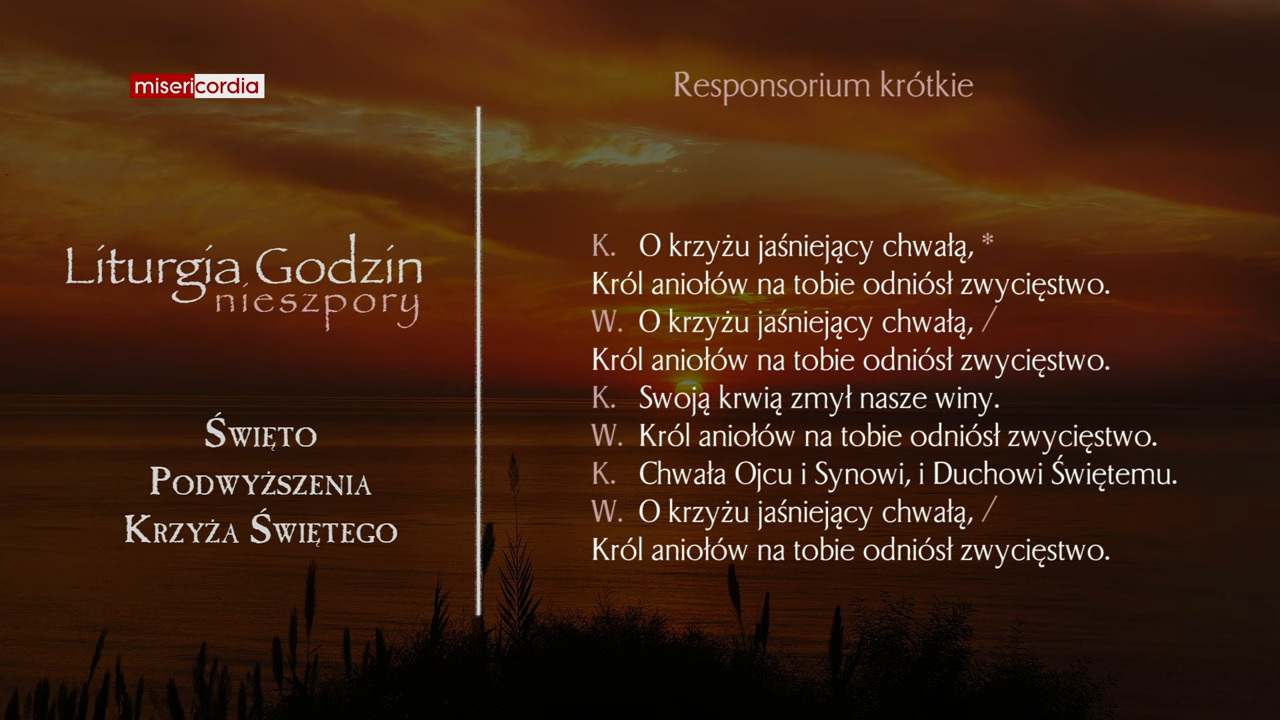 misericordia
Liturgia Godzin
nieszpory
Święto
Podwyższenia
Krzyża Świętego
Responsorium krótkie
K. O krzyżu jaśniejący chwałą, *
Król aniołów na tobie odniósł zwycięstwo.
W. O krzyżu jaśniejący chwałą, /
Król aniołów na tobie odniósł zwycięstwo.
K. Swoją krwią zmył nasze winy.
W. Król aniołów na tobie odniósł zwycięstwo.
K. Chwała Ojcu i Synowi, i Duchowi Świętemu.
W. O krzyżu jaśniejący chwałą, /
Król aniołów na tobie odniósł zwycięstwo.